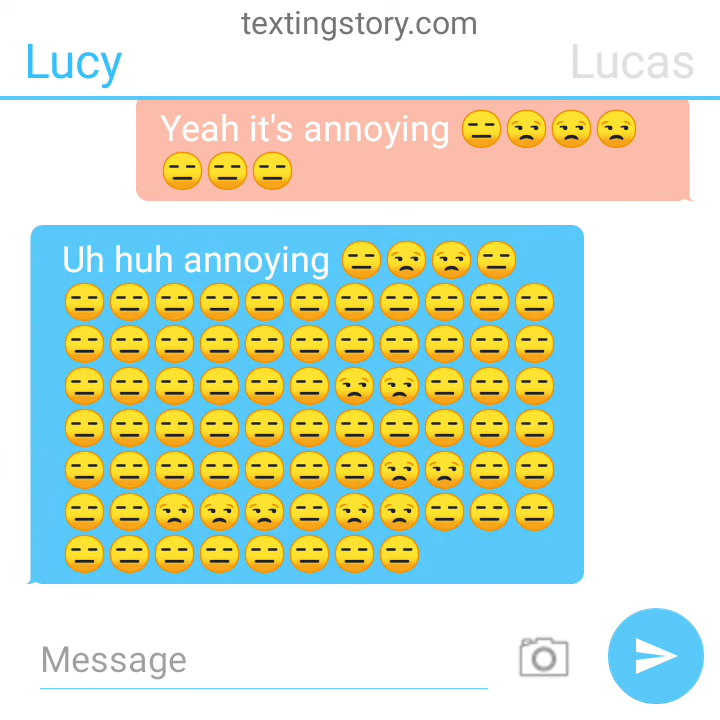 textingstory.com
Lucy
Lucas
Yeah it's annoying 😑😒😒😒
😑😑😑
Uh huh annoying 😑😒😒😑
😑😑😑😑😑😑😑😑😑😑😑
😑😑😑😑😑😑😑😑😑😑😑
😑😑😑😑😑😑😒😒😑😑😑
😑😑😑😑😑😑😑😑😑😑😑
😑😑😑😑😑😑😑😒😒😑😑
😑😑😒😒😒😑😒😒😑😑😑
😑😑😑😑😑😑😑😑
Message